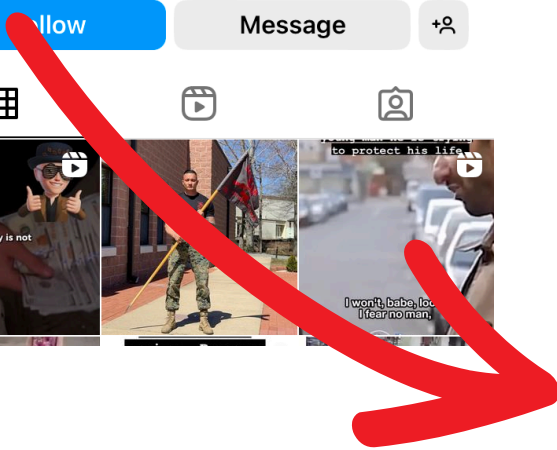 ollow
Message
to protect his life
y is not
I won't, babe, loo
I fear no man,